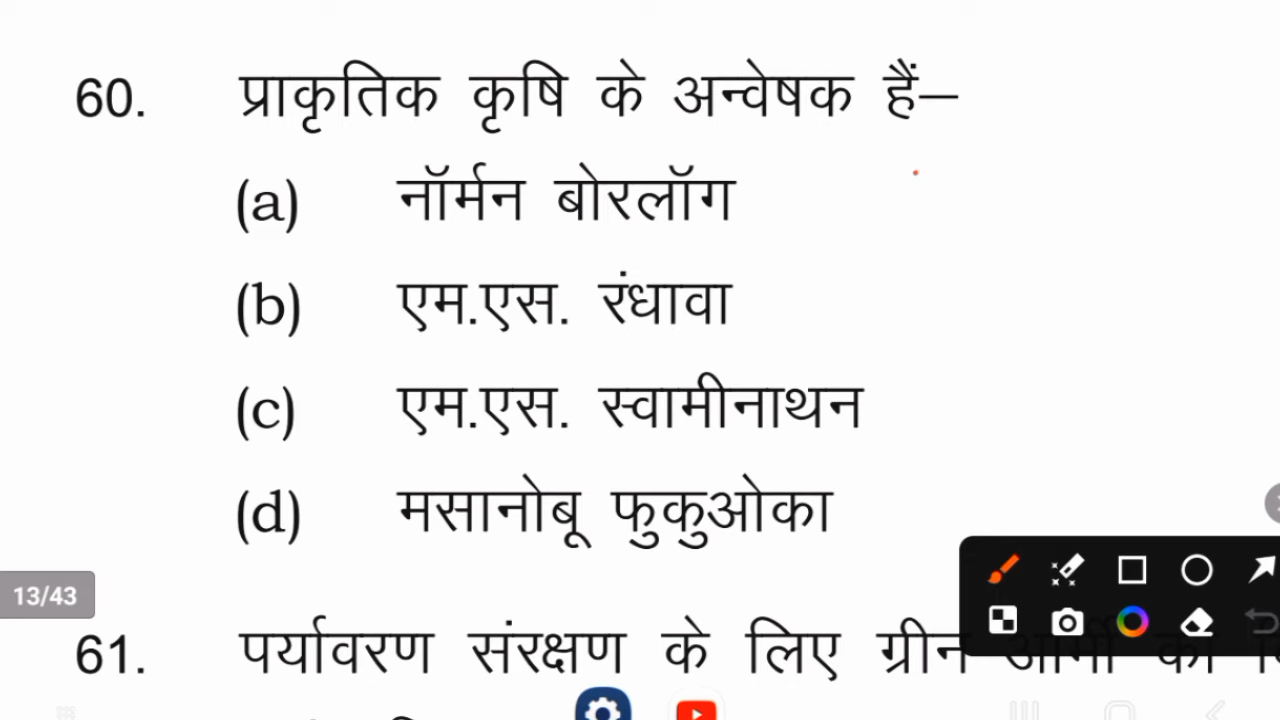 60. प्राकृतिक कृषि के अन्वेषक हैं–
(a) नॉर्मन बोरलॉग
(b) एम.एस. रंधावा
(c) एम.एस. स्वामीनाथन
(d) मसानोबू फुकुओका
13/43
61. पर्यावरण संरक्षण के लिए ग्रीन